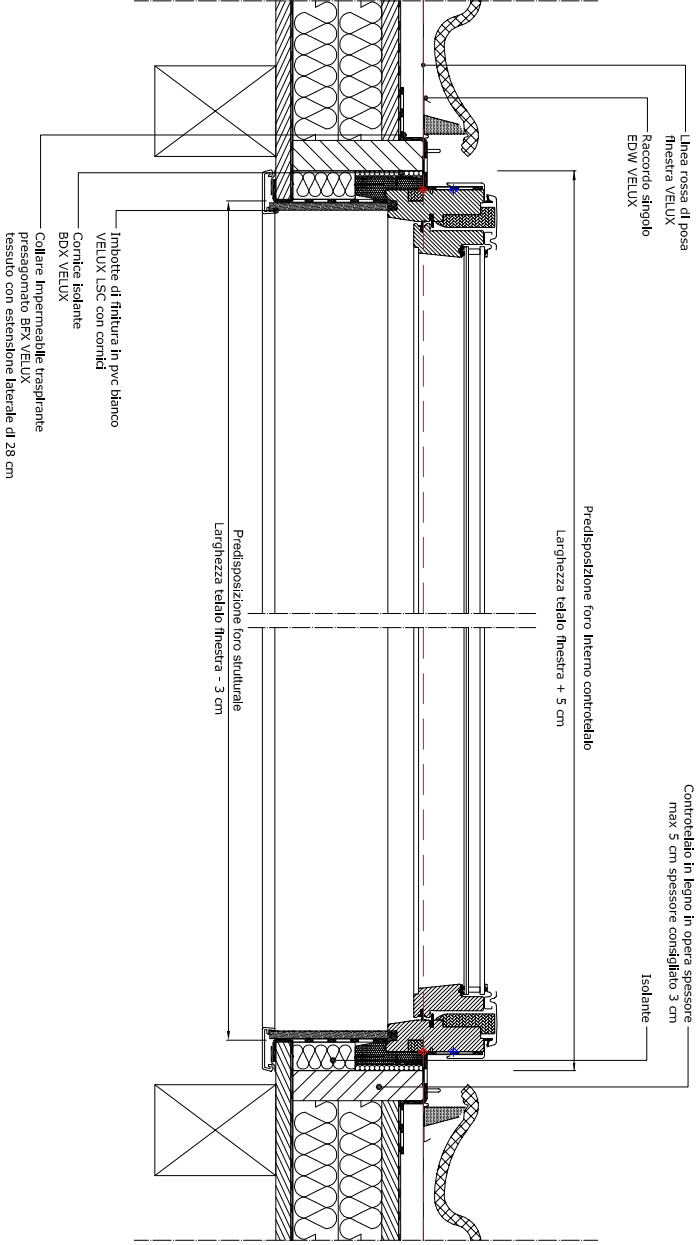 Linea rossa di posa
finestra VELUX
Raccordo singolo
EDW VELUX
Predisposizione foro interno controtelaio
Larghezza telaio finestra + 5 cm
Controtelaio in legno in opera spessore
max 5 cm spessore consigliato 3 cm
Isolante
Predisposizione foro strutturale
Larghezza telaio finestra - 3 cm
Imbotte di finitura in pvc bianco
VELUX LSC con cornici
Cornice isolante
BDX VELUX
Collare impermeabile traspirante
presagomato BFX VELUX
tessuto con estensione laterale di 28 cm